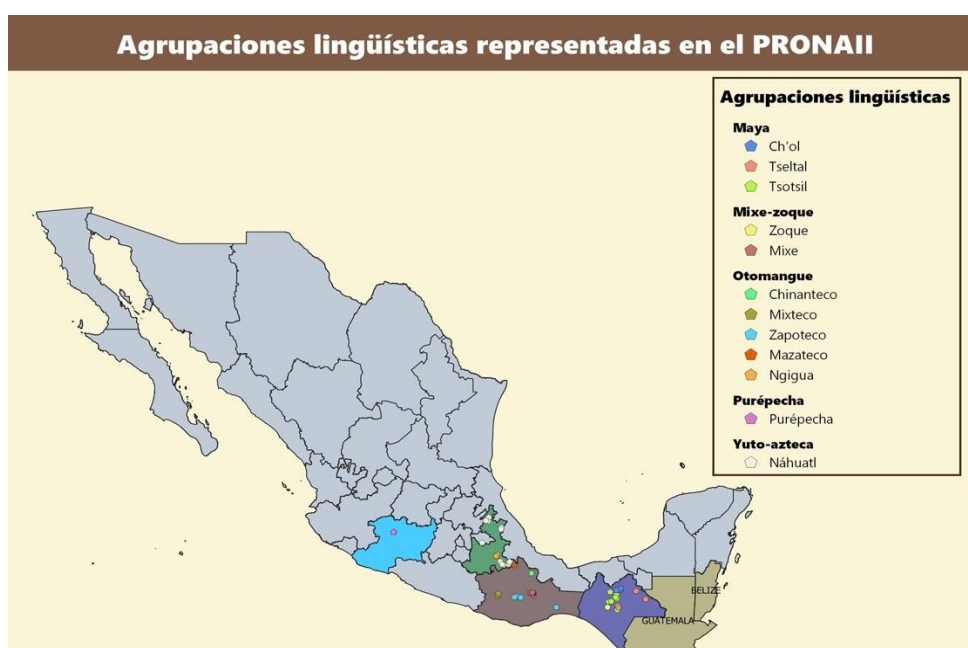 Agrupaciones lingüísticas representadas en el PRONAII
Agrupaciones lingüísticas
Maya
Ch'ol
Tseltal
Tsotsil
Mixe-zoque
Zoque
Mixe
Otomangue
Chinanteco
Mixteco
Zapoteco
Mazateco
Ngigua
Purépecha
Purépecha
Yuto-azteca
Náhuatl
BELIZE
GUATEMALA